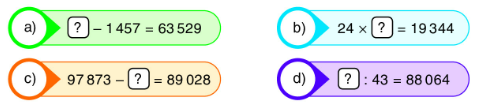 a) ? – 1 457 = 63 529
b) 24 × ? = 19 344
c) 97 873 – ? = 89 028
d) ? : 43 = 88 064